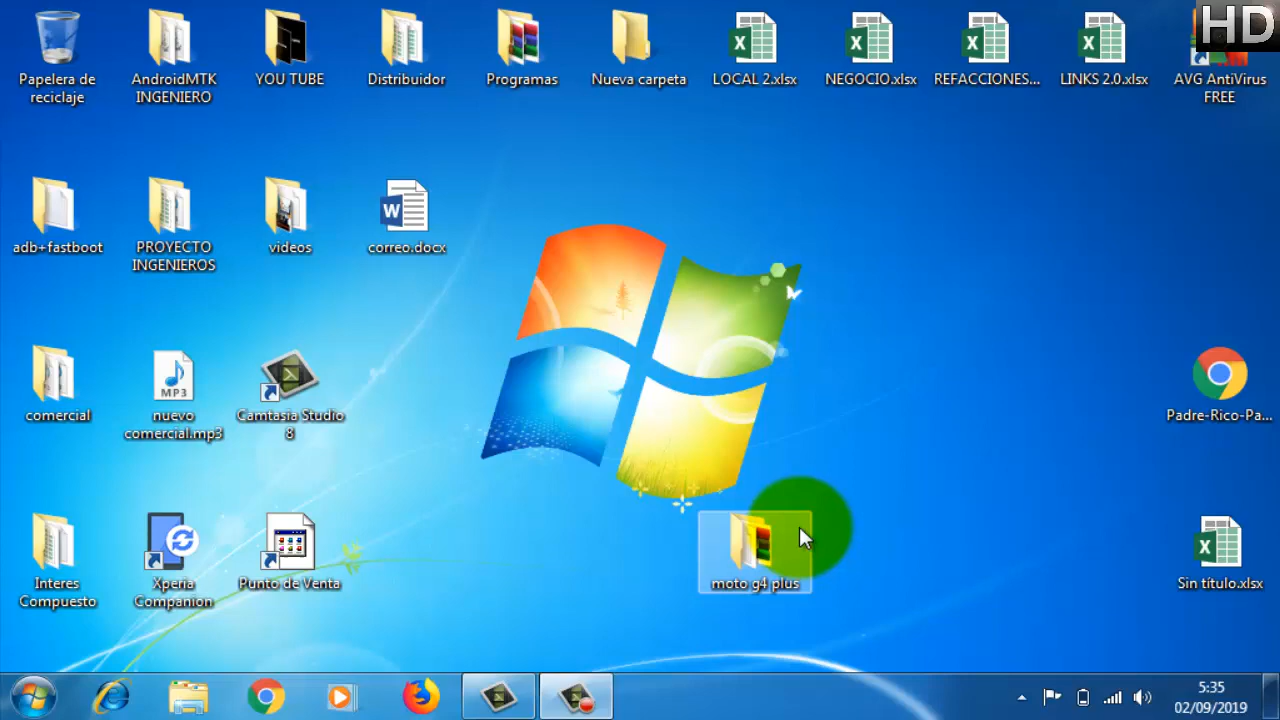 HD
Papelera de
reciclaje
AndroidMTK
INGENIERO
YOU TUBE
Distribuidor
Programas
Nueva carpeta
LOCAL 2.xlsx
NEGOCIO.xlsx
REFACCIONES...
LINKS 2.0.xlsx
AVG AntiVirus
FREE
adb+fastboot
PROYECTO
INGENIEROS
videos
W
correo.docx
comercial
MP3
nuevo
comercial.mp3
Camtasia Studio
8
Padre-Rico-Pa...
Interes
Compuesto
Xperia
Companion
Punto de Venta
moto g4 plus
Sin título.xlsx
5:35
02/09/2019